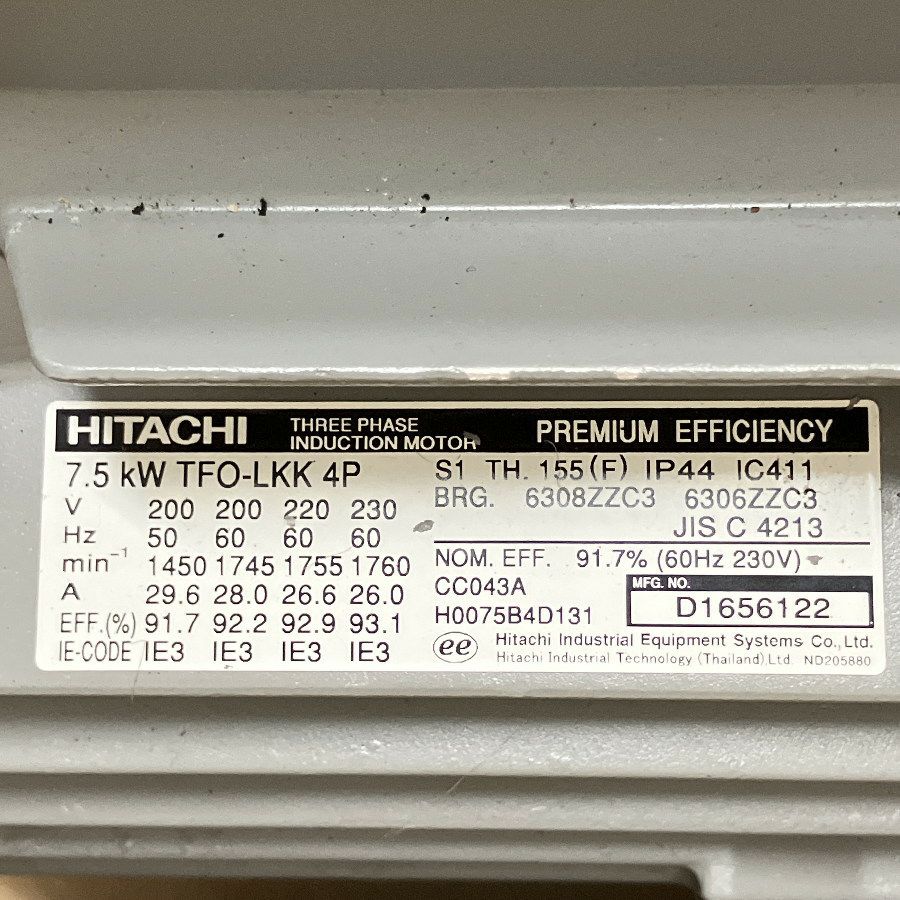 HITACHI THREE PHASE INDUCTION MOTOR PREMIUM EFFICIENCY
7.5 kW TFO-LKK 4P
V 200 200 220 230
Hz 50 60 60 60
min⁻¹ 1450 1745 1755 1760
A 29.6 28.0 26.6 26.0
EFF.(%) 91.7 92.2 92.9 93.1
IE-CODE IE3 IE3 IE3 IE3
S1 TH. 155(F) IP44 IC411
BRG. 6308ZZC3 6306ZZC3
JIS C 4213
NOM. EFF. 91.7% (60Hz 230V)
CC043A
H0075B4D131
MFG. NO.
D1656122
ee Hitachi Industrial Equipment Systems Co.,Ltd.
Hitachi Industrial Technology (Thailand),Ltd. ND205880